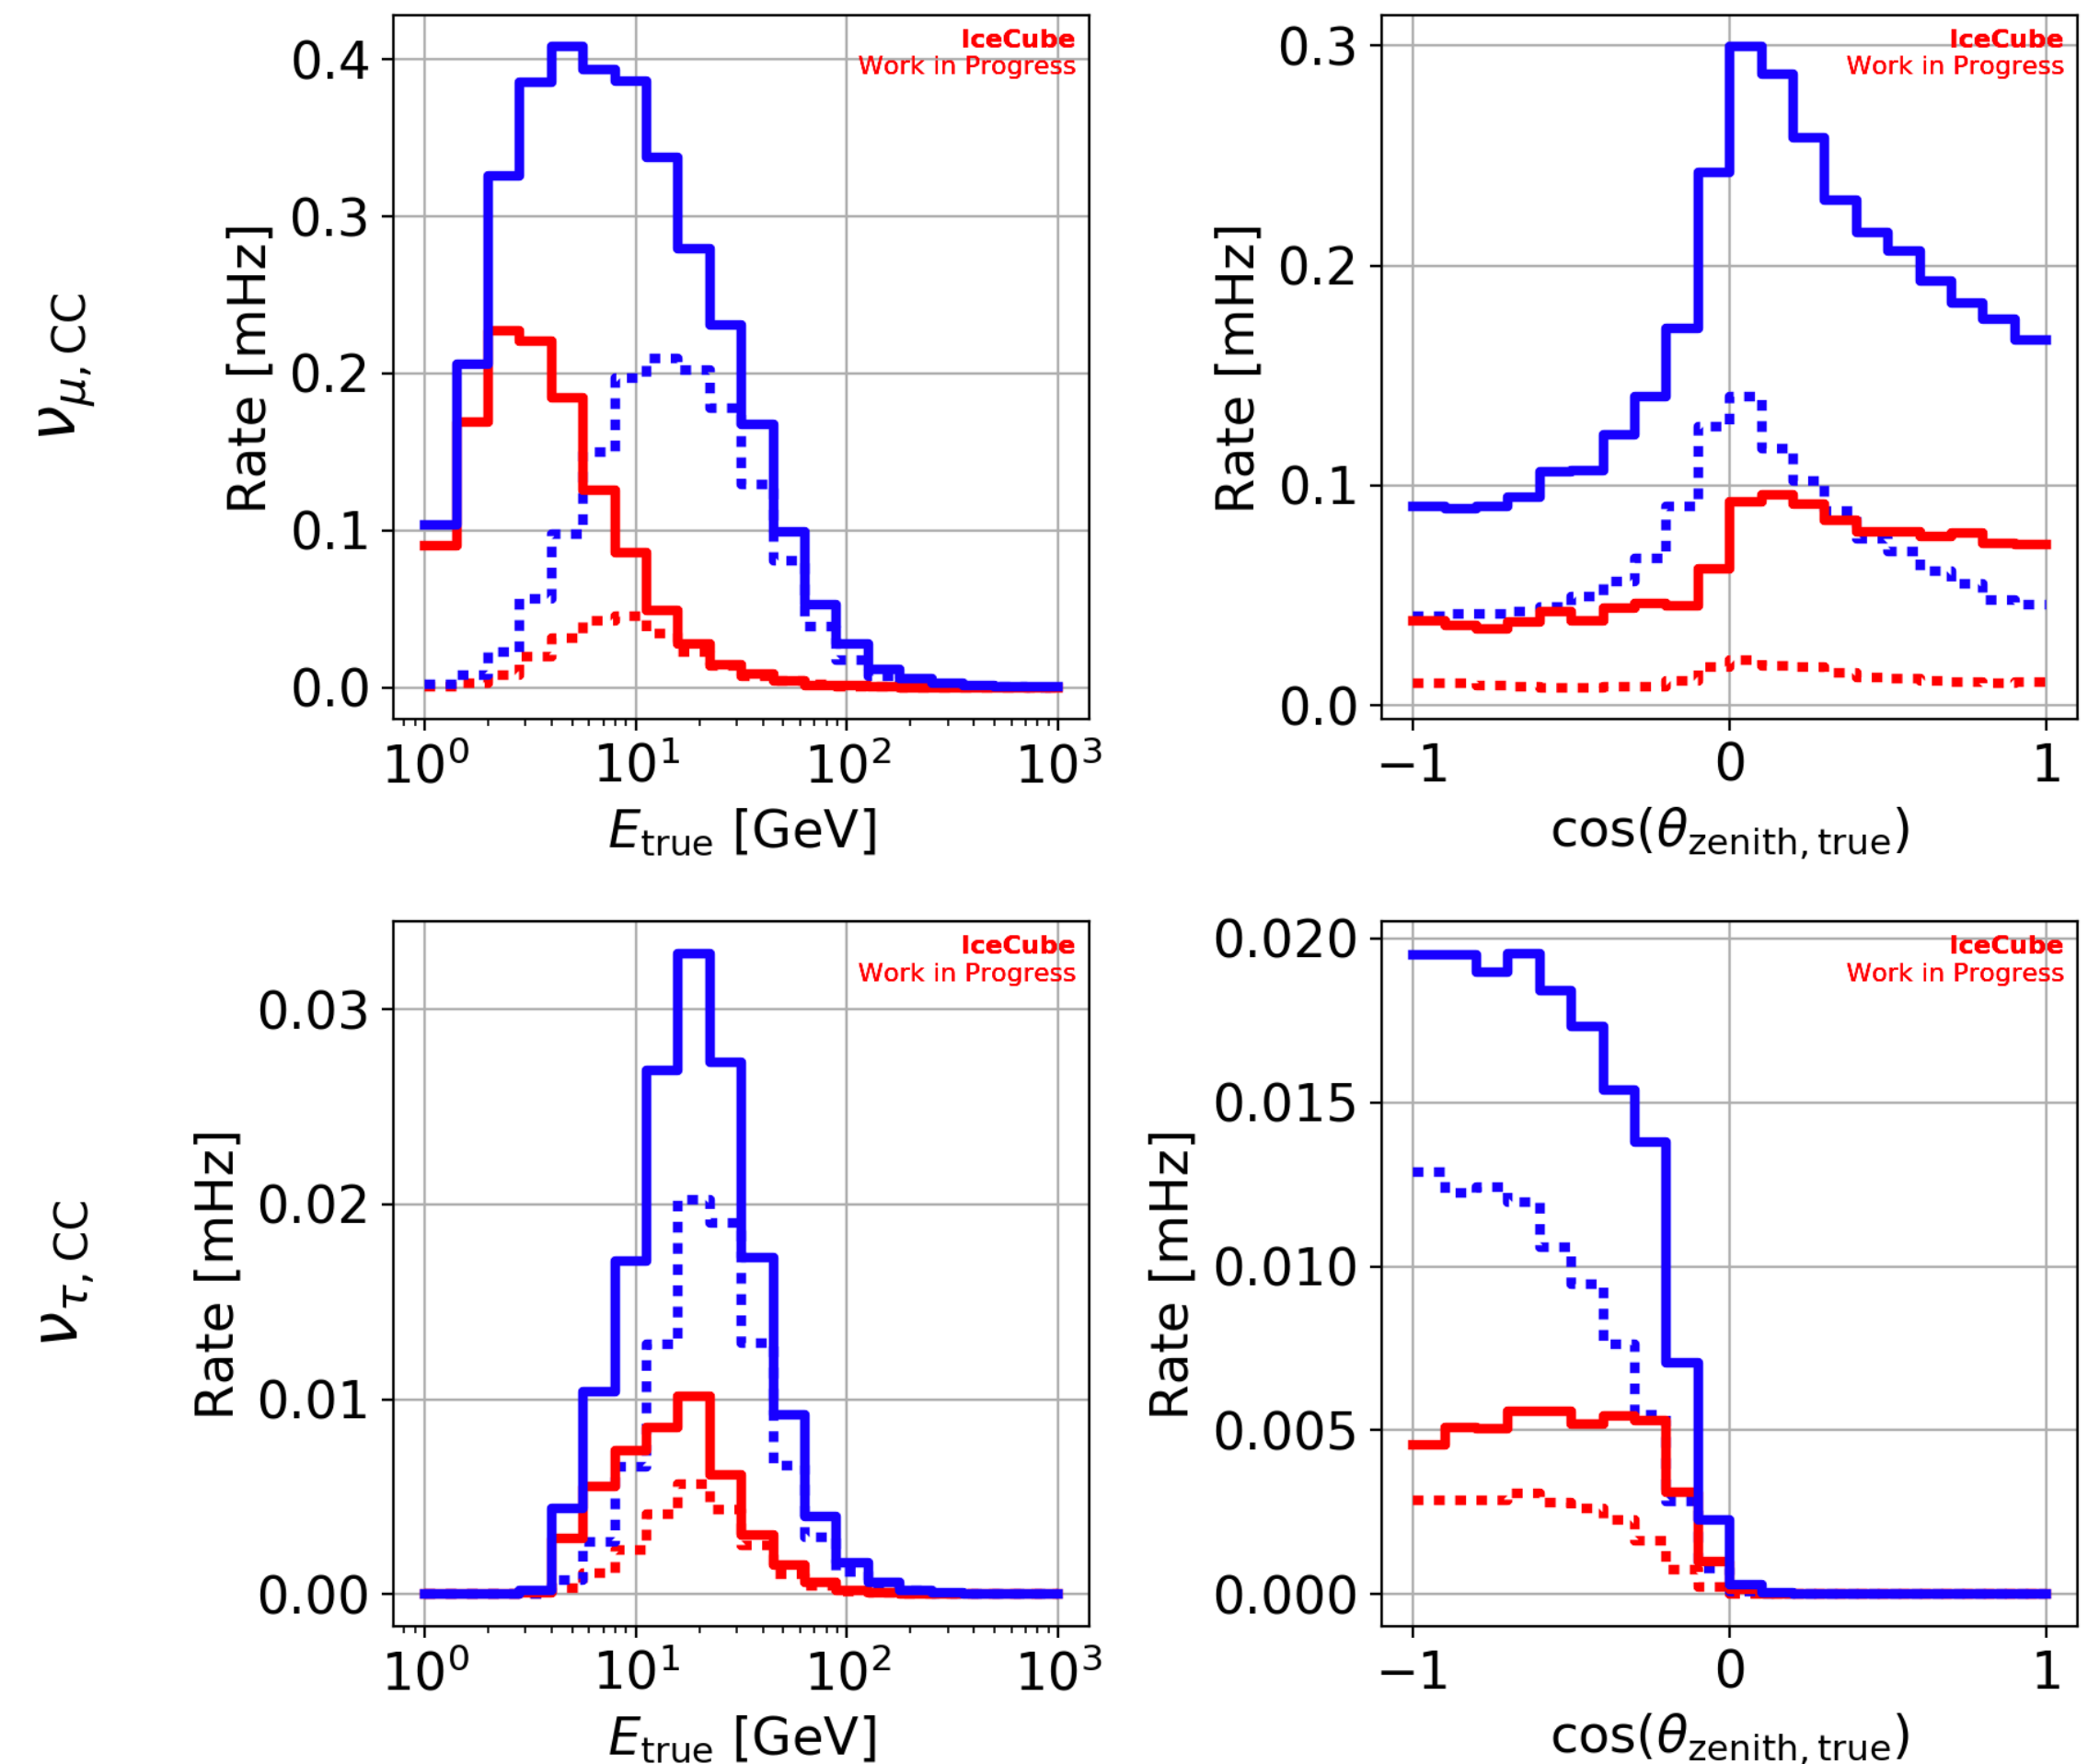 ν_μ, CC
Rate [mHz]
0.4
0.3
0.2
0.1
0.0
10^0 10^1 10^2 10^3
E_true [GeV]
IceCube
Work in Progress
Rate [mHz]
0.3
0.2
0.1
0.0
−1 0 1
cos(θ_zenith, true)
IceCube
Work in Progress
ν_τ, CC
Rate [mHz]
0.03
0.02
0.01
0.00
10^0 10^1 10^2 10^3
E_true [GeV]
IceCube
Work in Progress
Rate [mHz]
0.020
0.015
0.010
0.005
0.000
−1 0 1
cos(θ_zenith, true)
IceCube
Work in Progress